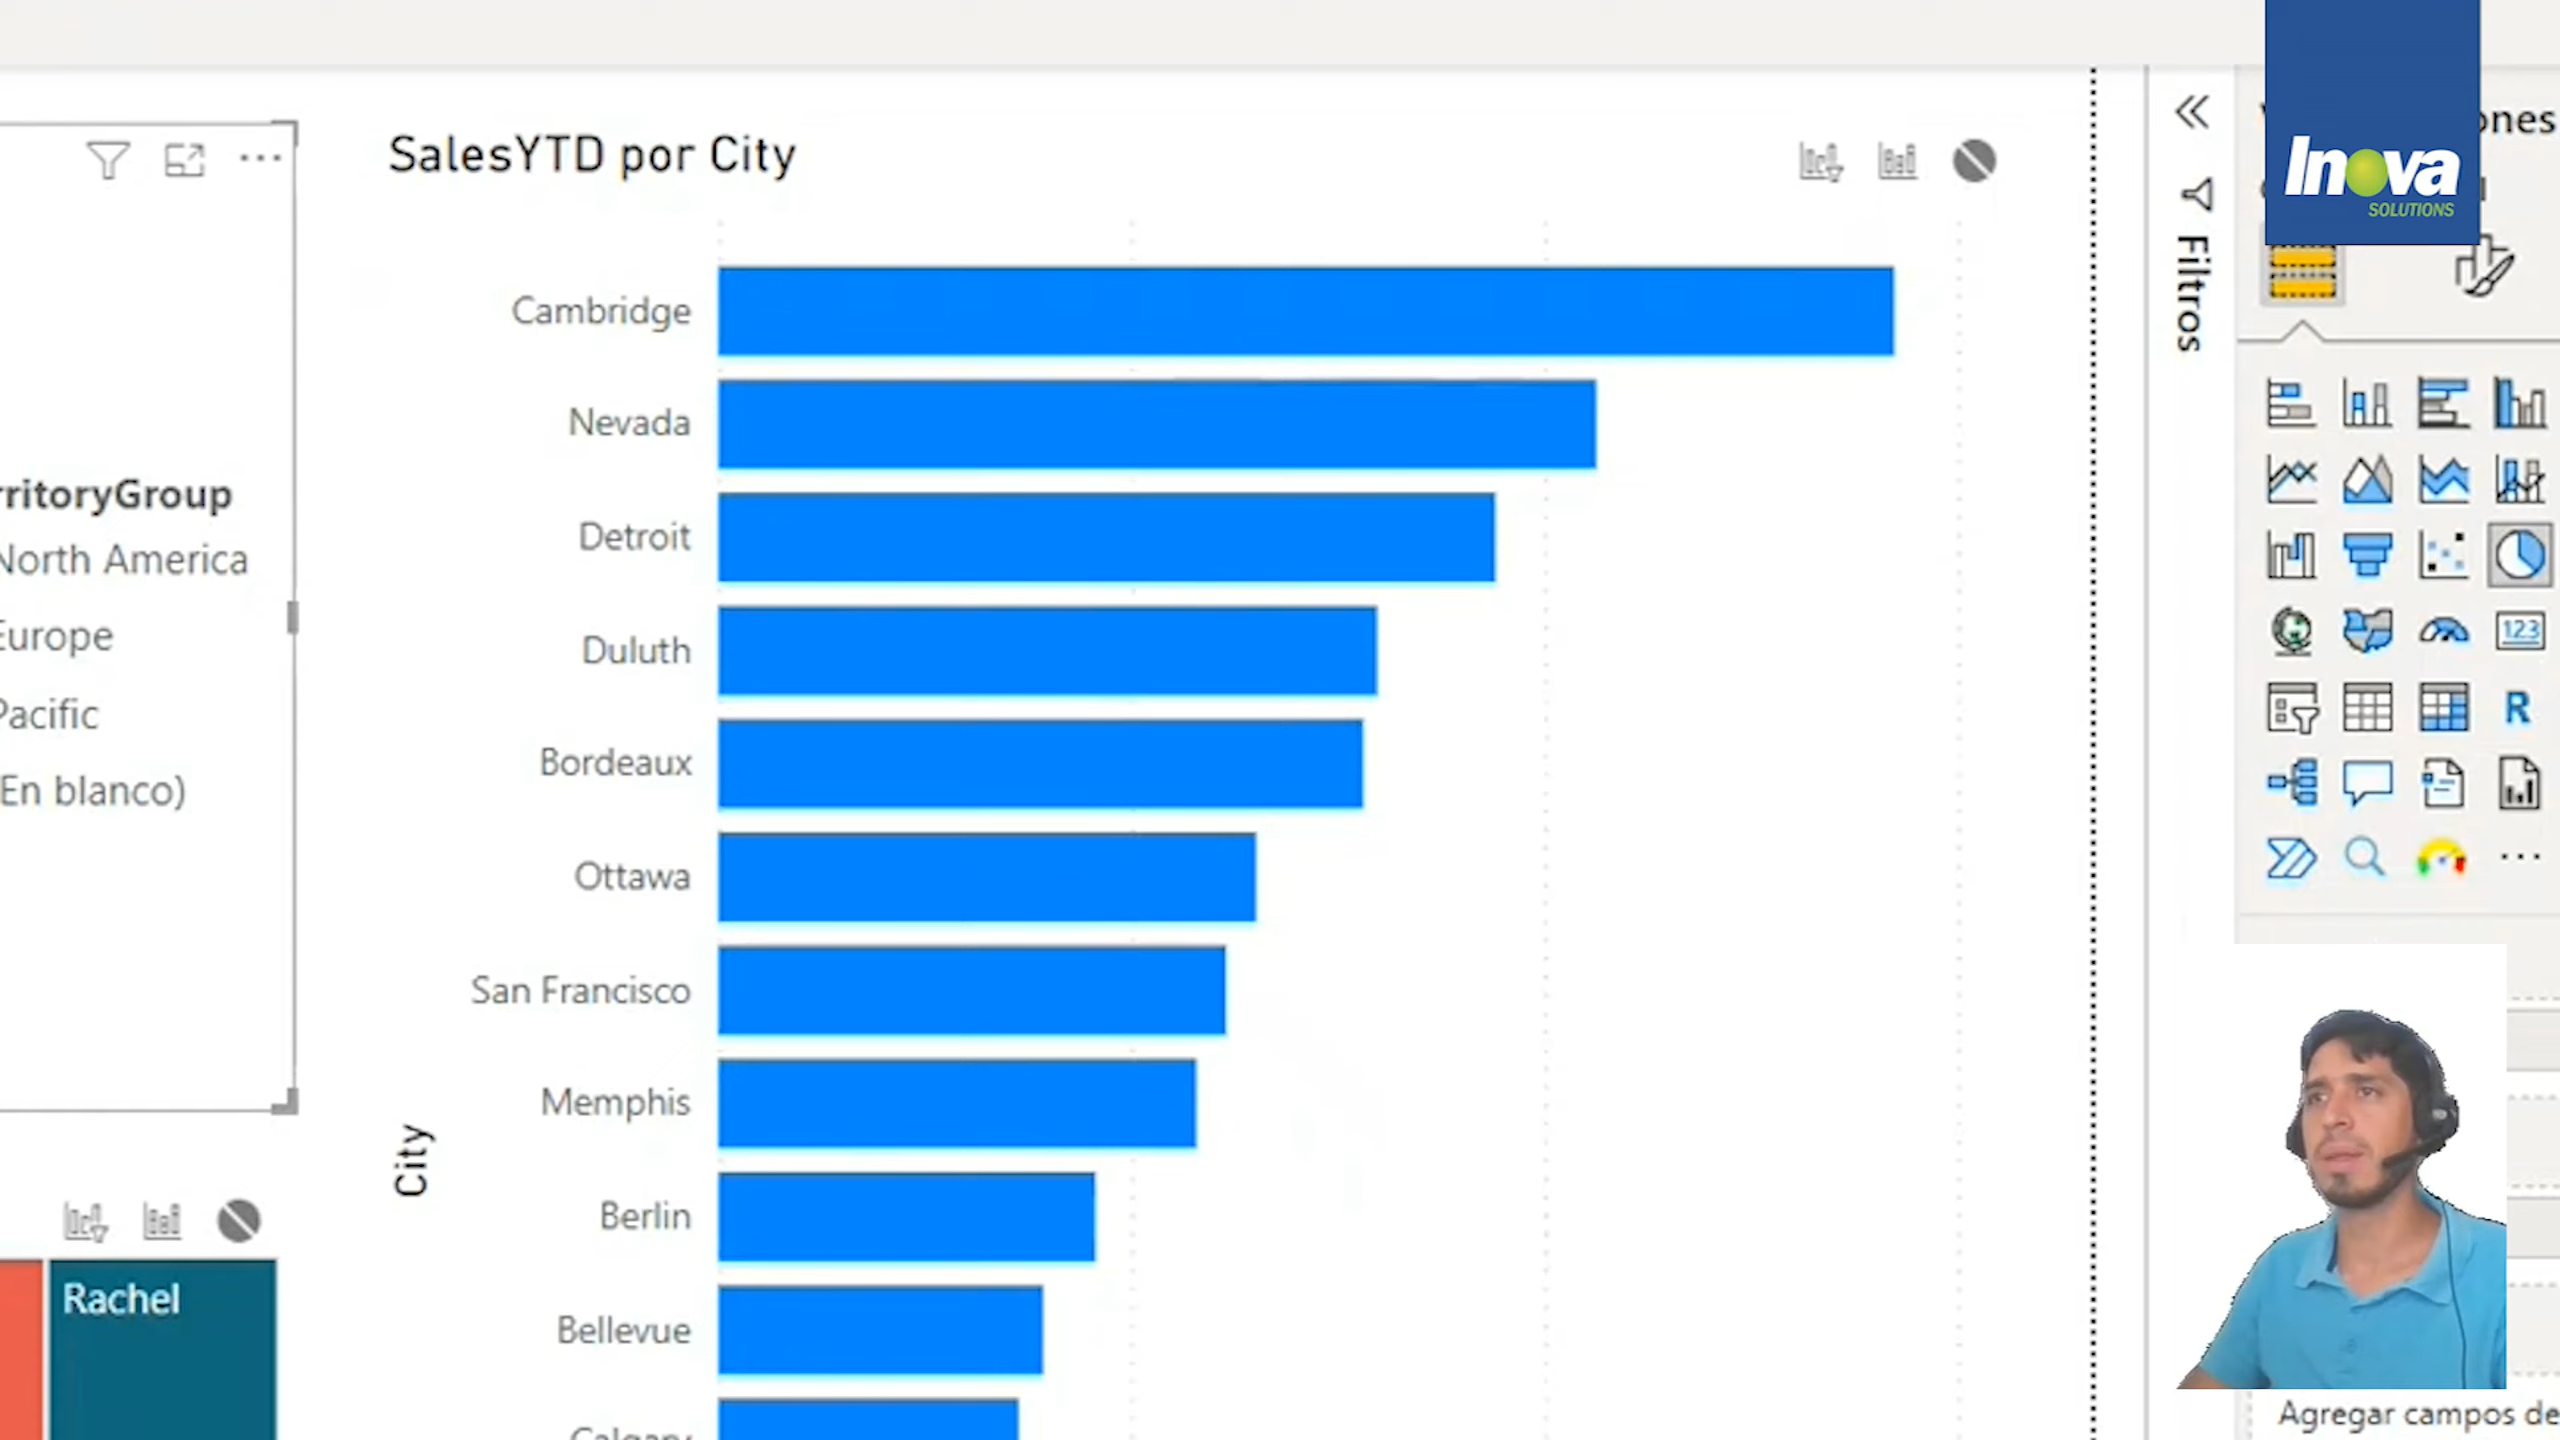 SalesYTD por City
Inova
SOLUTIONS
Filtros
Cambridge
Nevada
Detroit
Duluth
Bordeaux
Ottawa
San Francisco
Memphis
Berlin
Bellevue
Calgary
City
rritoryGroup
North America
Europe
Pacific
(En blanco)
Rachel
123
R
Agregar campos de